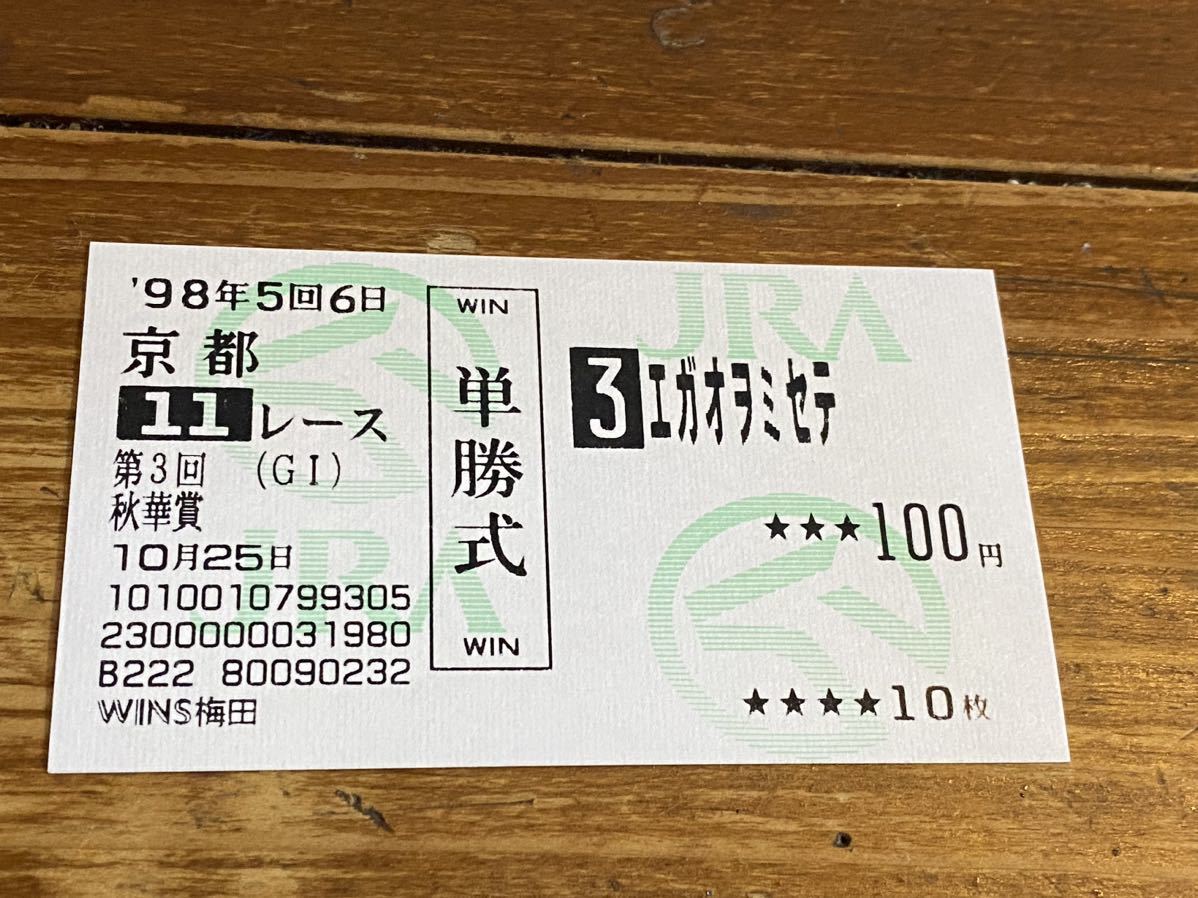 '98年5回6日
京都
11レース
第3回 (GI)
秋華賞
10月25日
1010010799305
2300000031980
B222 80090232
WINS梅田
WIN
単勝式
WIN
JRA
3エガオヲミセテ
★★★100円
★★★★10枚
JRA